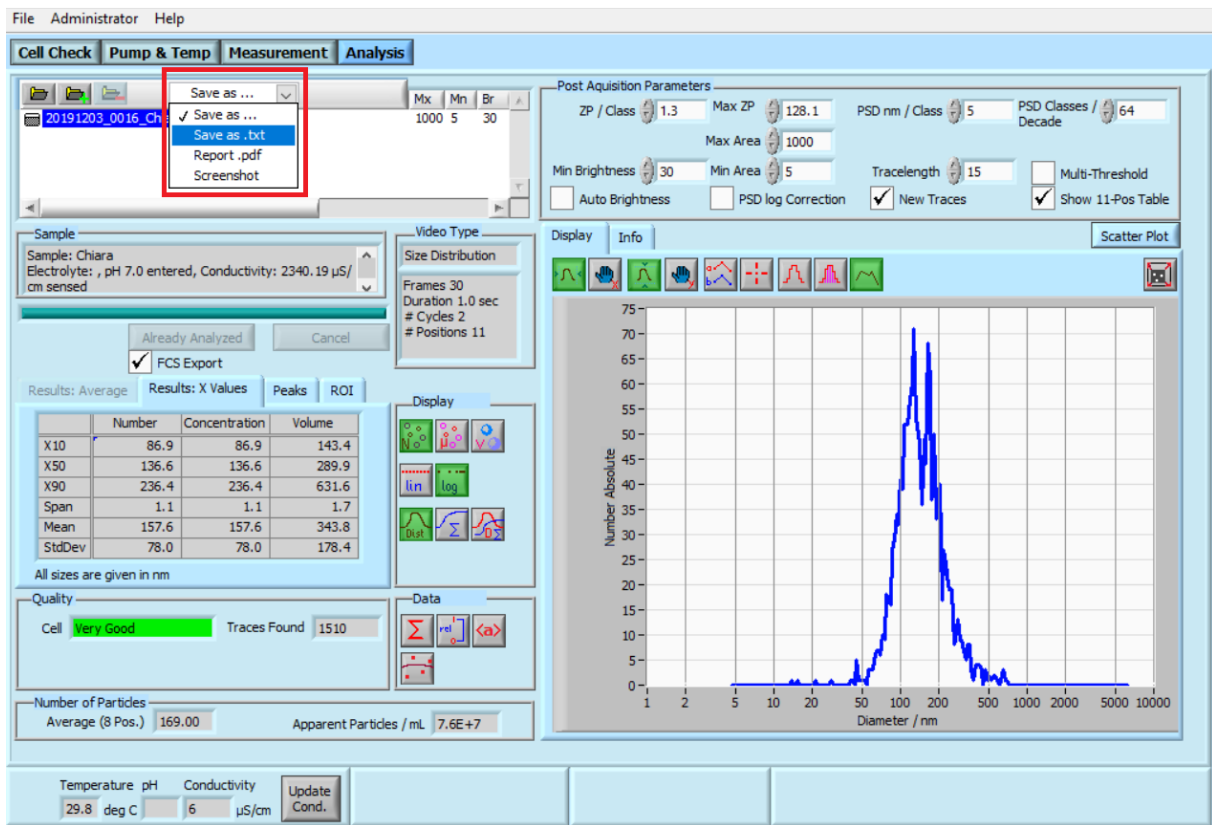 File Administrator Help
Cell Check Pump & Temp Measurement Analysis
Save as ...
Save as ...
Save as .txt
Report .pdf
Screenshot
Mx Mn Br
20191203_0016_Ch
1000 5 30
Post Aquisition Parameters
ZP / Class 1.3 Max ZP 128.1 PSD nm / Class 5 PSD Classes / Decade 64
Max Area 1000
Min Brightness 30 Min Area 5 Tracelength 15 Multi-Threshold
Auto Brightness PSD log Correction New Traces Show 11-Pos Table
Sample
Sample: Chiara
Electrolyte: , pH 7.0 entered, Conductivity: 2340.19 µS/
cm sensed
Video Type
Size Distribution
Frames 30
Duration 1.0 sec
# Cycles 2
# Positions 11
Already Analyzed Cancel
FCS Export
Results: Average Results: X Values Peaks ROI
Number Concentration Volume
X10 86.9 86.9 143.4
X50 136.6 136.6 289.9
X90 236.4 236.4 631.6
Span 1.1 1.1 1.7
Mean 157.6 157.6 343.8
StdDev 78.0 78.0 178.4
All sizes are given in nm
Display
N µ V
lin log
Dist Σ DΣ
Quality
Cell Very Good Traces Found 1510
Data
Σ rel <a>
Number of Particles
Average (8 Pos.) 169.00 Apparent Particles / mL 7.6E+7
Display Info Scatter Plot
75
70
65
60
55
50
45
40
35
30
25
20
15
10
5
0
Number Absolute
1 2 5 10 20 50 100 200 500 1000 2000 5000 10000
Diameter / nm
Temperature pH Conductivity
29.8 deg C 6 µS/cm
Update
Cond.